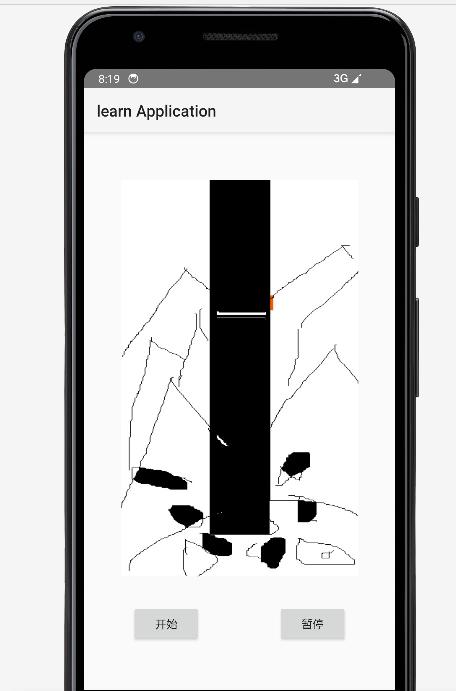 8:19 3G
learn Application
开始 暂停